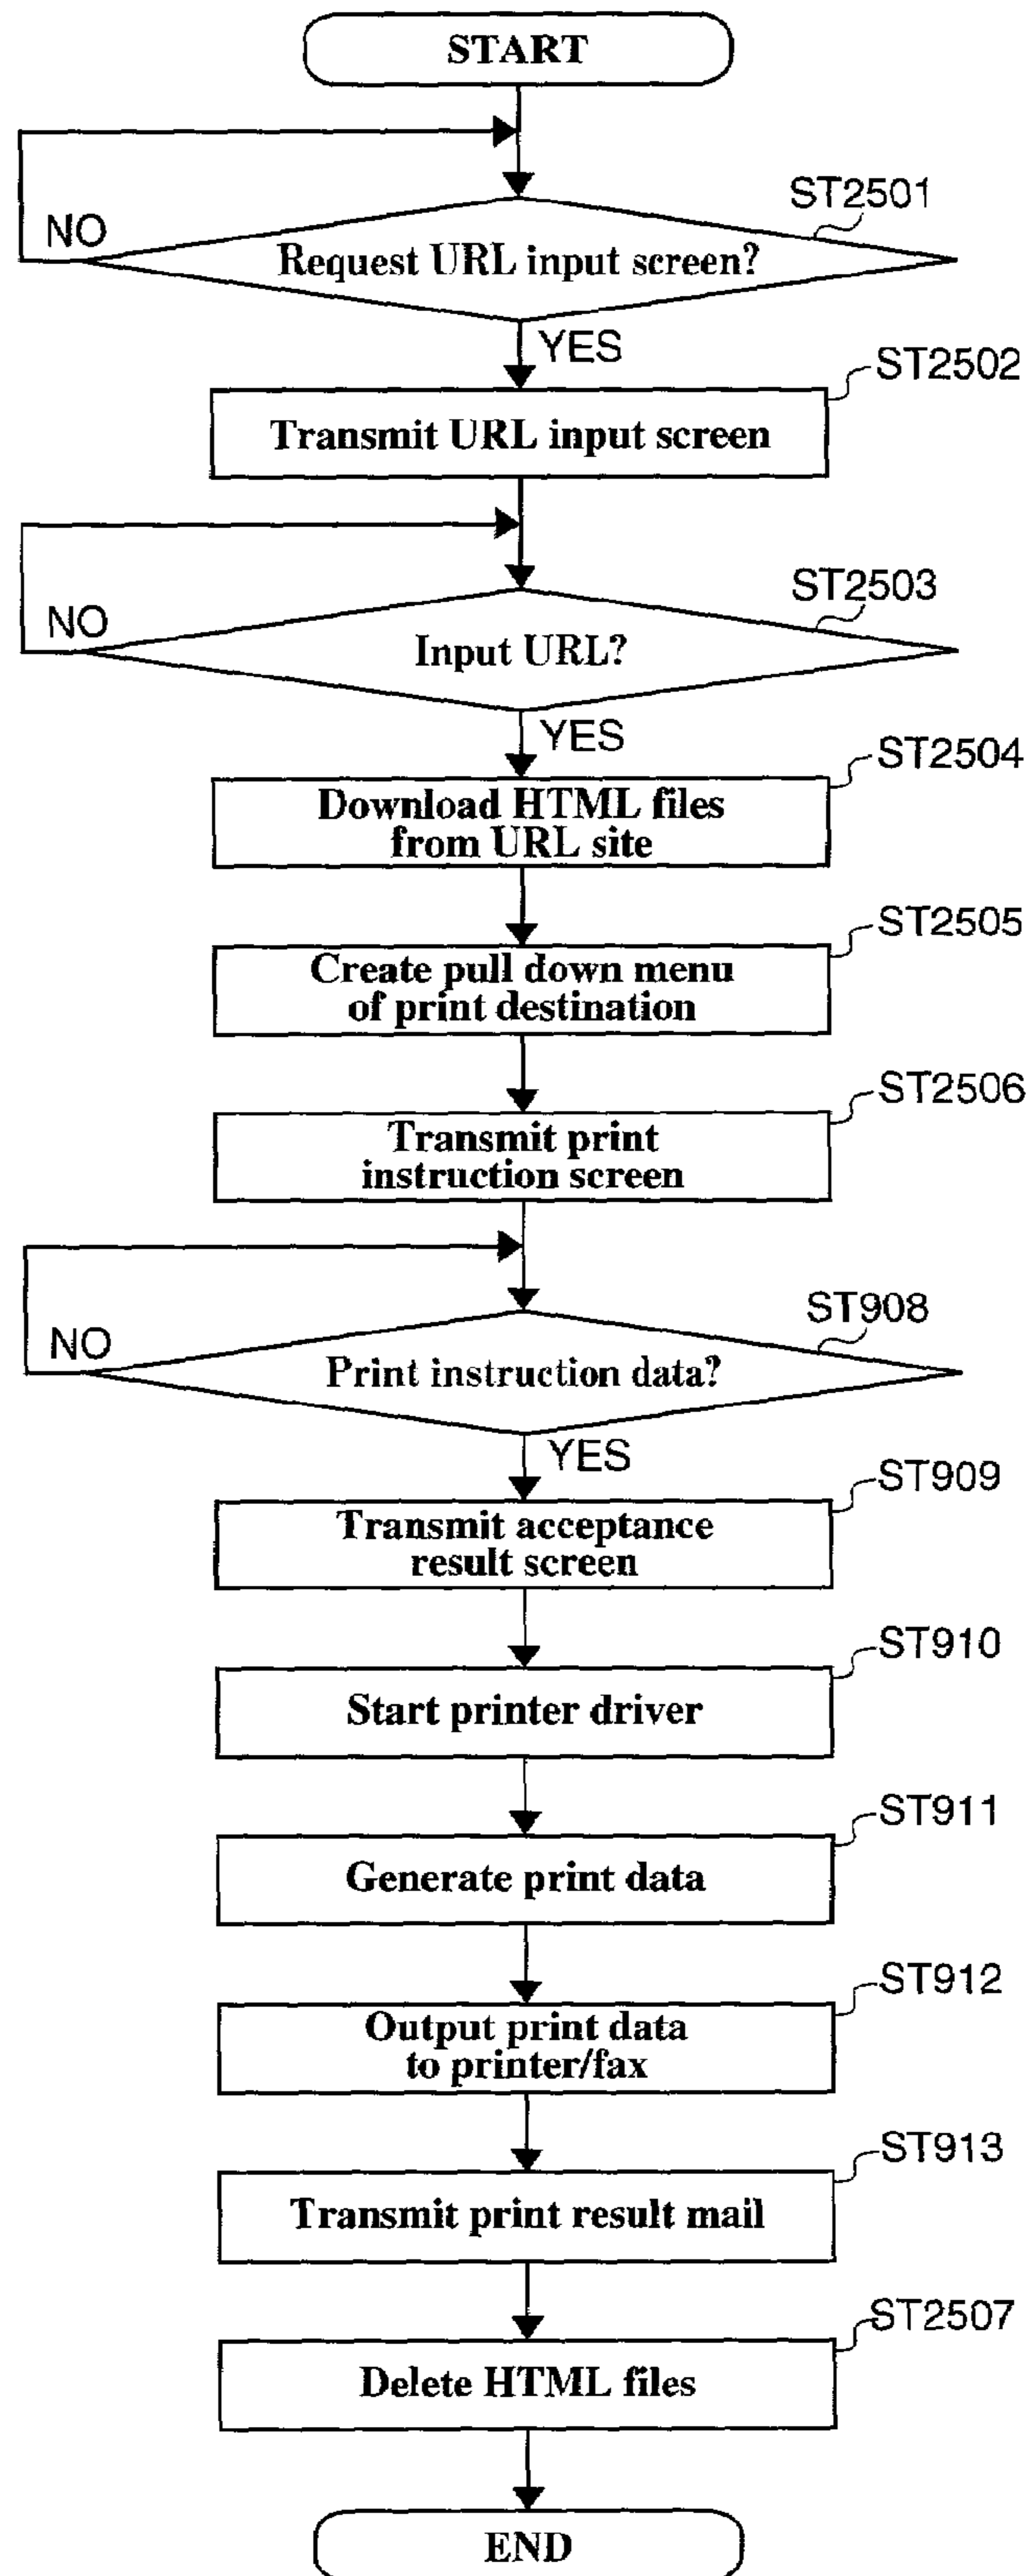 START
ST2501
NO
Request URL input screen?
YES
ST2502
Transmit URL input screen
ST2503
NO
Input URL?
YES
ST2504
Download HTML files
from URL site
ST2505
Create pull down menu
of print destination
ST2506
Transmit print
instruction screen
ST908
NO
Print instruction data?
YES
ST909
Transmit acceptance
result screen
ST910
Start printer driver
ST911
Generate print data
ST912
Output print data
to printer/fax
ST913
Transmit print result mail
ST2507
Delete HTML files
END